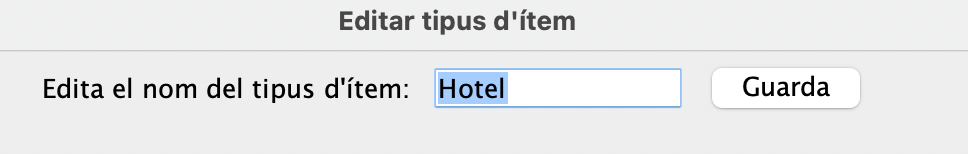 Editar tipus d'ítem
Edita el nom del tipus d'ítem: Hotel Guarda